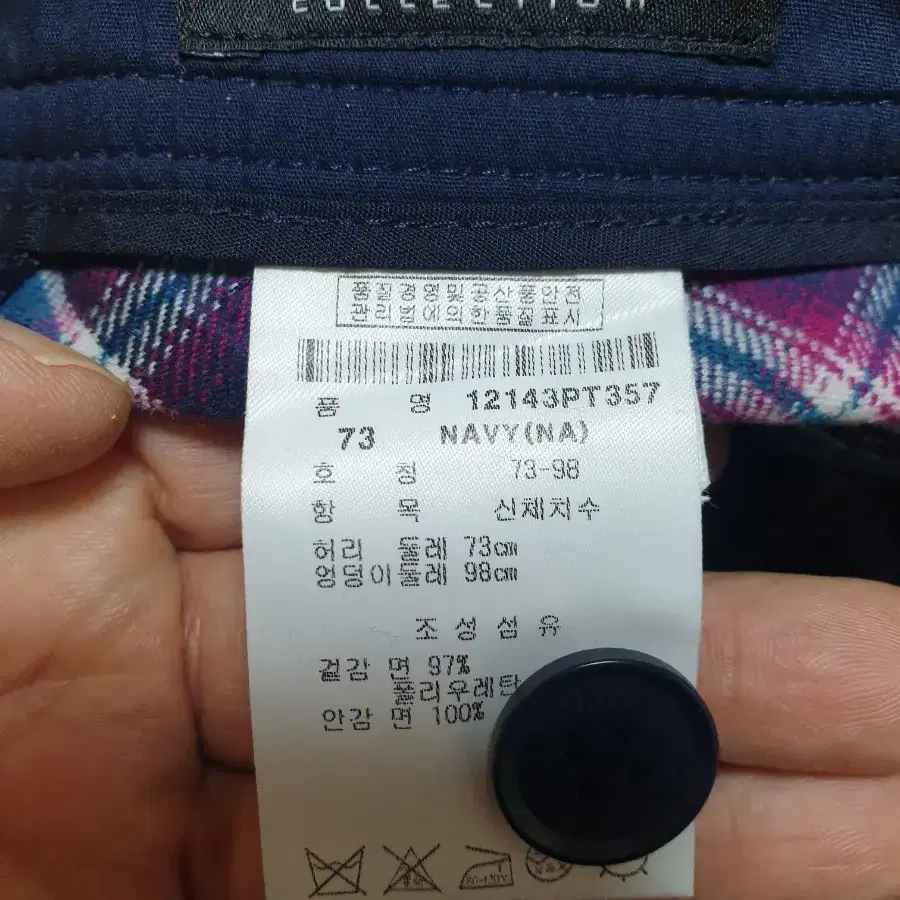 COLLECTION
품질경영및공산품안전
관리법에의한품질표시
품 명 12143PT357
73 NAVY(NA)
호 칭 73-98
항 목 신체치수
허리 둘레 73cm
엉덩이둘레 98cm
조성섬유
겉감 면 97%
폴리우레탄
안감 면 100%